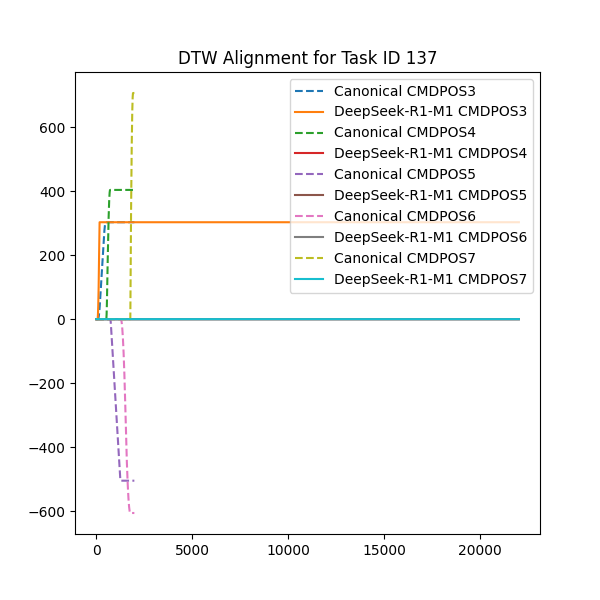 DTW Alignment for Task ID 137
Canonical CMDPOS3
DeepSeek-R1-M1 CMDPOS3
Canonical CMDPOS4
DeepSeek-R1-M1 CMDPOS4
Canonical CMDPOS5
DeepSeek-R1-M1 CMDPOS5
Canonical CMDPOS6
DeepSeek-R1-M1 CMDPOS6
Canonical CMDPOS7
DeepSeek-R1-M1 CMDPOS7
600
400
200
0
−200
−400
−600
0 5000 10000 15000 20000